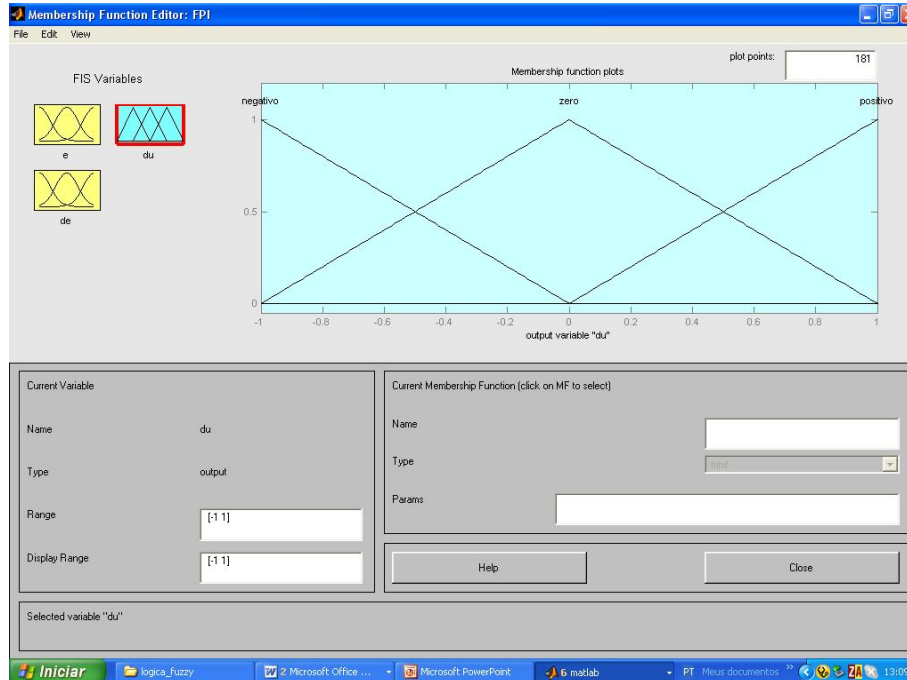 Membership Function Editor: FPI
File Edit View
FIS Variables
plot points: 181
Membership function plots
negativo zero positivo
e du
de
1
0.5
0
-1 -0.8 -0.6 -0.4 -0.2 0 0.2 0.4 0.6 0.8 1
output variable "du"
Current Variable
Name du
Type output
Range [-1 1]
Display Range [-1 1]
Current Membership Function (click on MF to select)
Name
Type trimf
Params
Help Close
Selected variable "du"
Iniciar logica_fuzzy 2 Microsoft Office ... Microsoft PowerPoint 6 matlab PT Meus documentos » 13:09